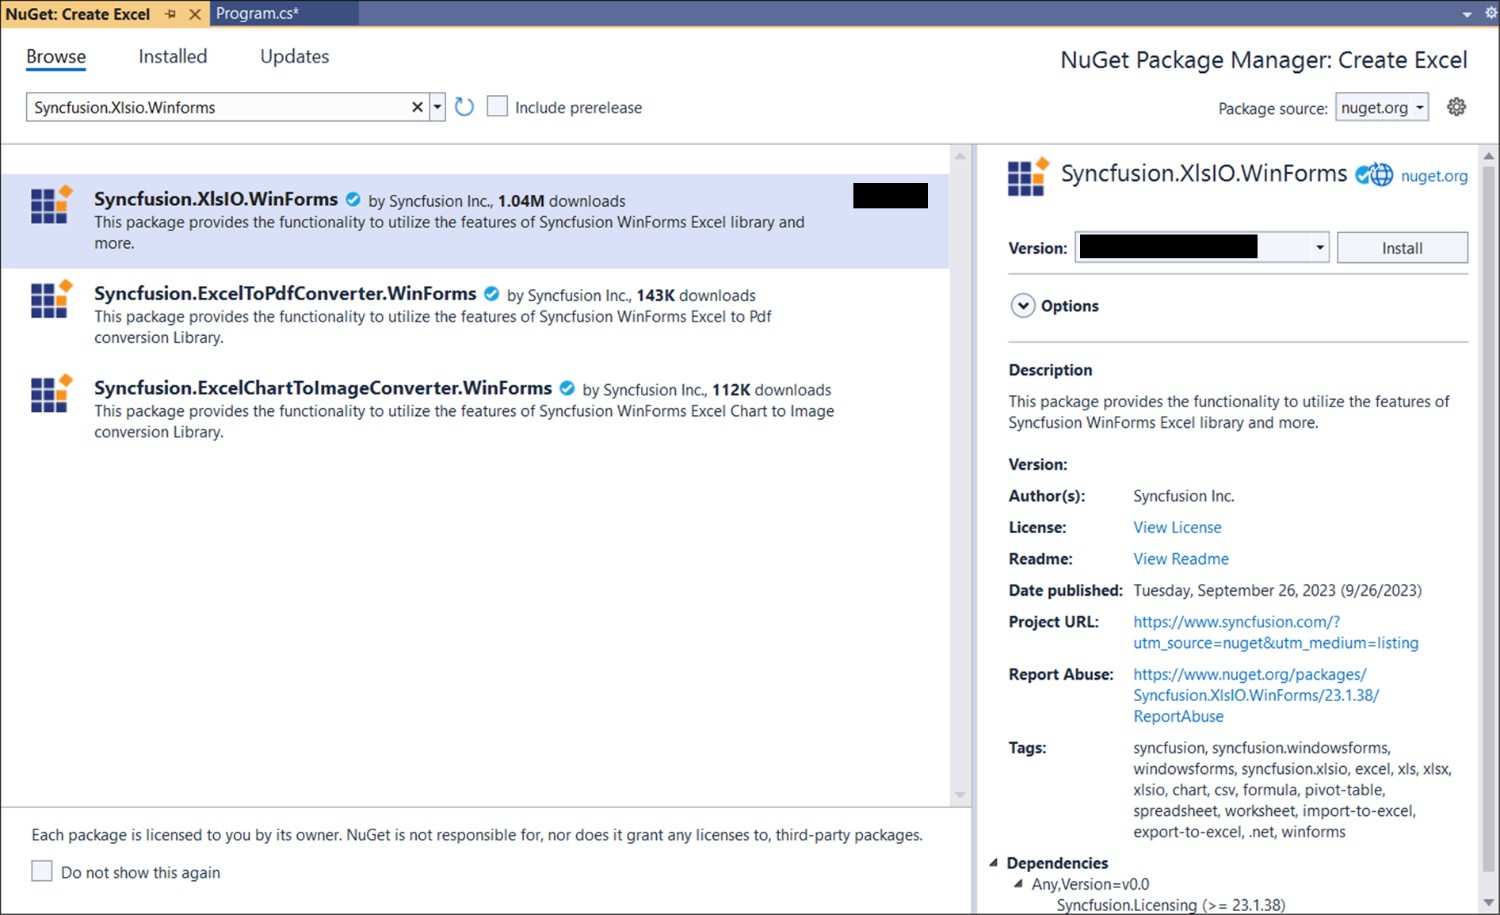 NuGet: Create Excel
Program.cs*
Browse
Installed
Updates
NuGet Package Manager: Create Excel
Syncfusion.Xlsio.Winforms
Include prerelease
Package source: nuget.org
Syncfusion.XlsIO.WinForms by Syncfusion Inc., 1.04M downloads
This package provides the functionality to utilize the features of Syncfusion WinForms Excel library and
more.
Syncfusion.ExcelToPdfConverter.WinForms by Syncfusion Inc., 143K downloads
This package provides the functionality to utilize the features of Syncfusion WinForms Excel to Pdf
conversion Library.
Syncfusion.ExcelChartToImageConverter.WinForms by Syncfusion Inc., 112K downloads
This package provides the functionality to utilize the features of Syncfusion WinForms Excel Chart to Image
conversion Library.
Each package is licensed to you by its owner. NuGet is not responsible for, nor does it grant any licenses to, third-party packages.
Do not show this again
Syncfusion.XlsIO.WinForms nuget.org
Version:
Install
Options
Description
This package provides the functionality to utilize the features of
Syncfusion WinForms Excel library and more.
Version:
Author(s): Syncfusion Inc.
License: View License
Readme: View Readme
Date published: Tuesday, September 26, 2023 (9/26/2023)
Project URL: https://www.syncfusion.com/?
utm_source=nuget&utm_medium=listing
Report Abuse: https://www.nuget.org/packages/
Syncfusion.XlsIO.WinForms/23.1.38/
ReportAbuse
Tags: syncfusion, syncfusion.windowsforms,
windowsforms, syncfusion.xlsio, excel, xls, xlsx,
xlsio, chart, csv, formula, pivot-table,
spreadsheet, worksheet, import-to-excel,
export-to-excel, .net, winforms
Dependencies
Any,Version=v0.0
Syncfusion.Licensing (>= 23.1.38)